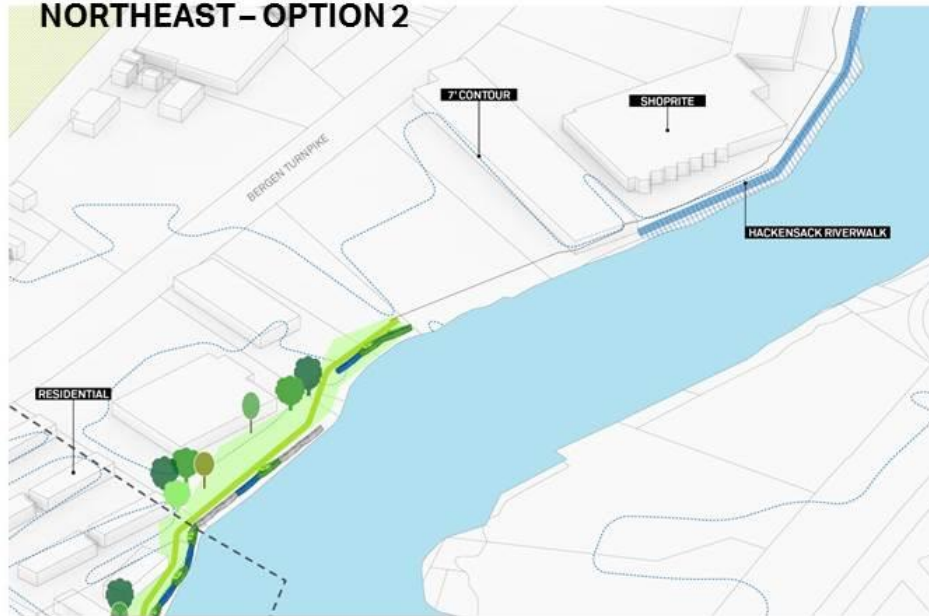 NORTHEAST – OPTION 2
7' CONTOUR
SHOPRITE
BERGEN TURNPIKE
HACKENSACK RIVERWALK
RESIDENTIAL